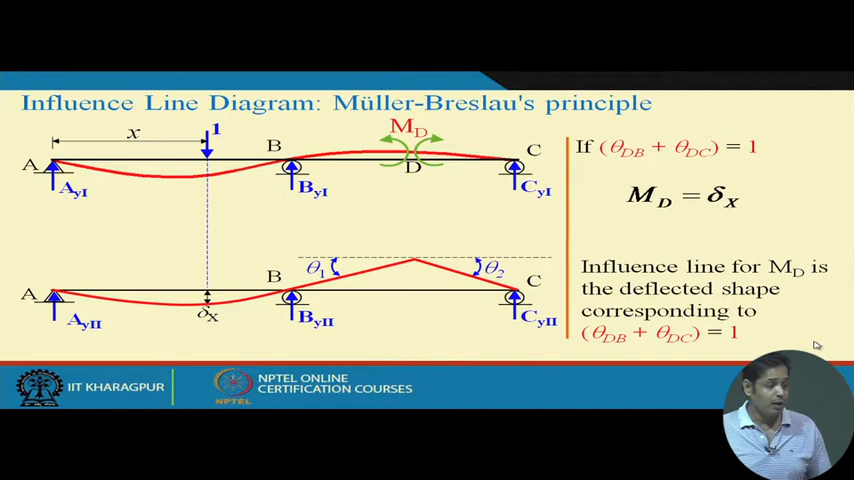 Influence Line Diagram: Müller-Breslau's principle
x
1
M_D
A
B
D
C
A_yI
B_yI
C_yI
If (θ_DB + θ_DC) = 1
M_D = δ_X
θ_1
θ_2
A
B
C
δ_X
A_yII
B_yII
C_yII
Influence line for M_D is
the deflected shape
corresponding to
(θ_DB + θ_DC) = 1
IIT KHARAGPUR
NPTEL
NPTEL ONLINE
CERTIFICATION COURSES